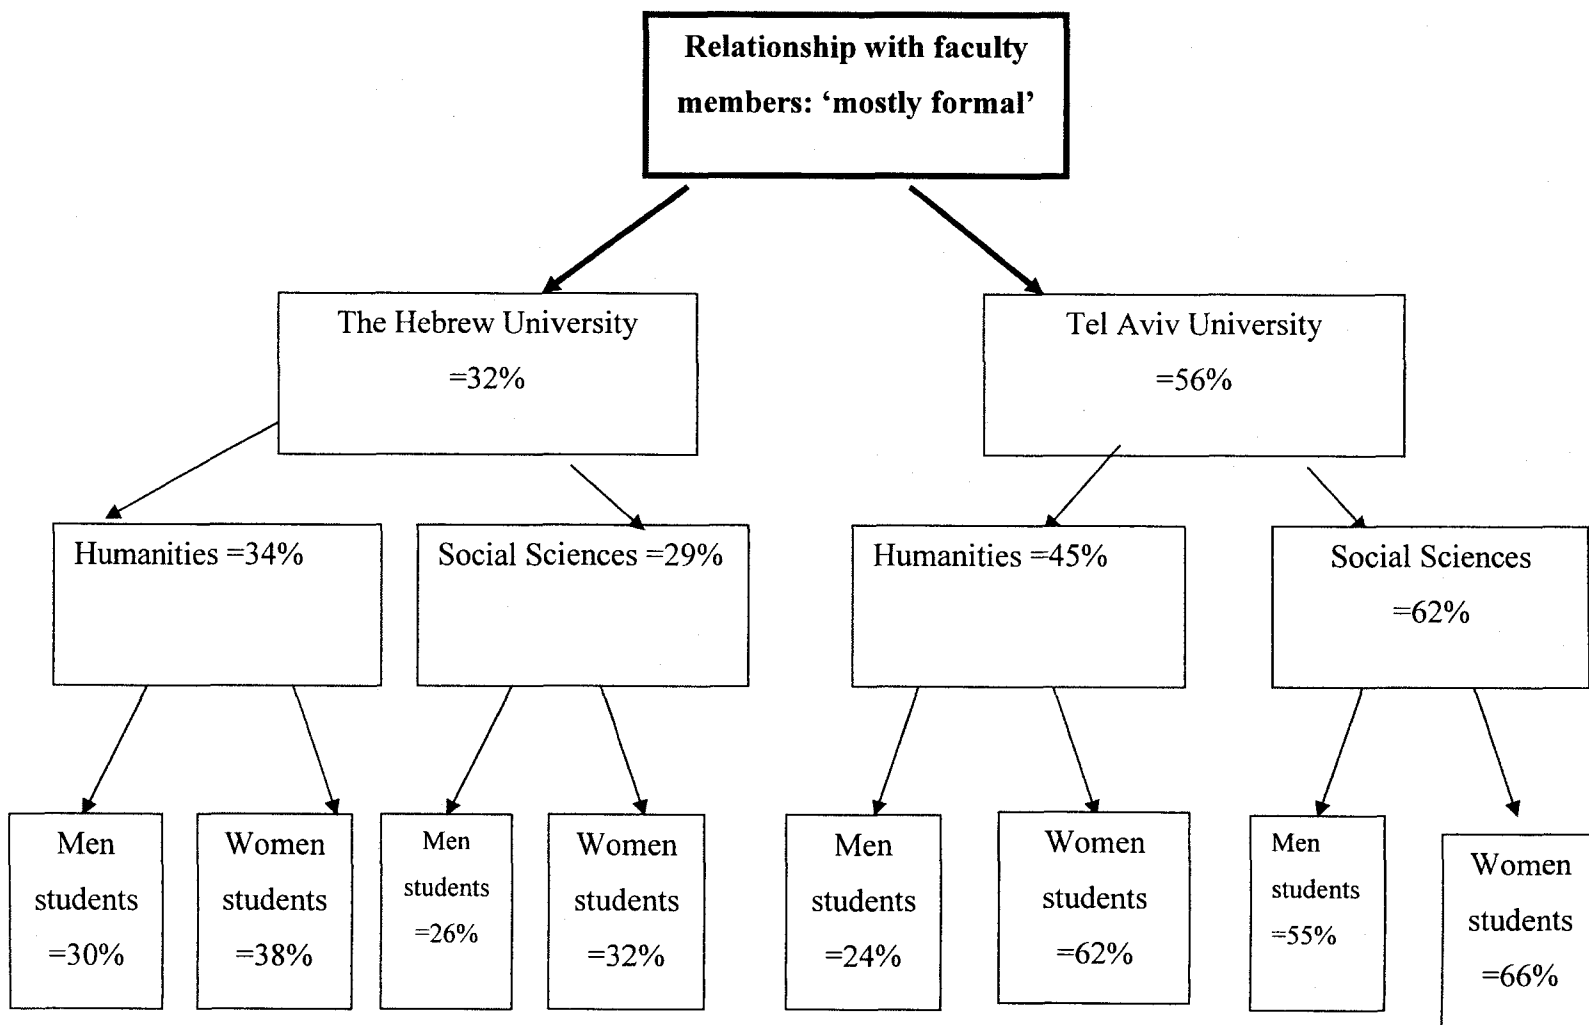 Relationship with faculty
members: ‘mostly formal’
The Hebrew University
=32%
Tel Aviv University
=56%
Humanities =34%
Social Sciences =29%
Humanities =45%
Social Sciences
=62%
Men
students
=30%
Women
students
=38%
Men
students
=26%
Women
students
=32%
Men
students
=24%
Women
students
=62%
Men
students
=55%
Women
students
=66%